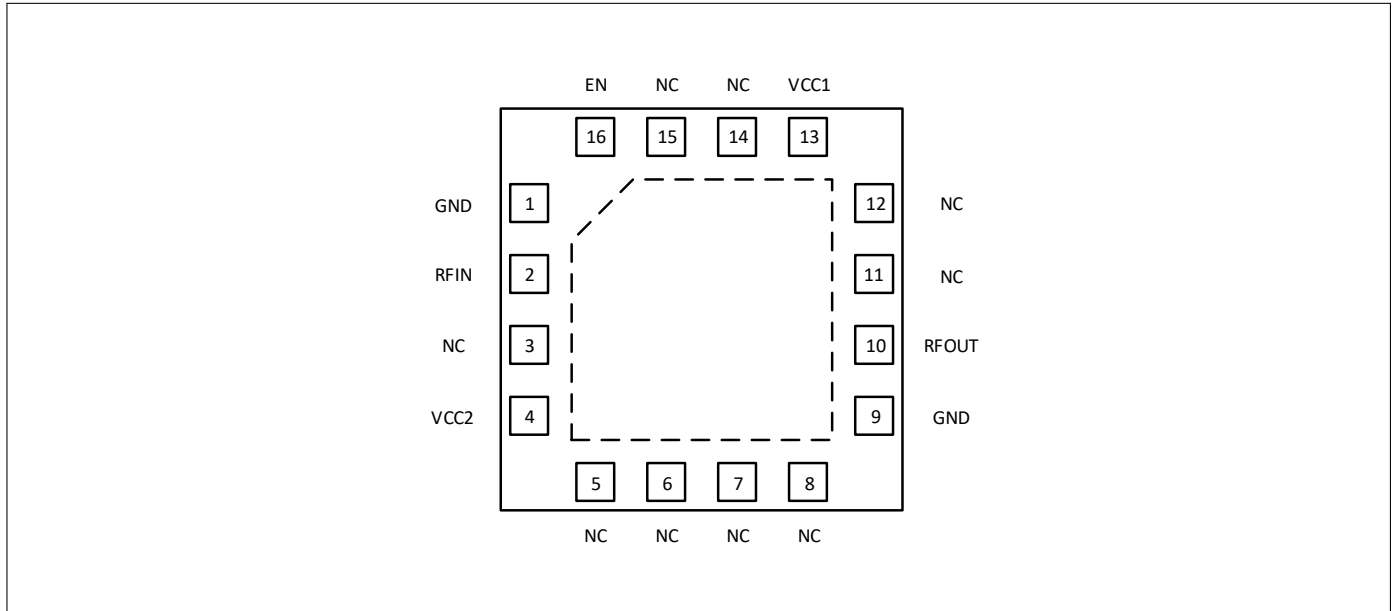 EN NC NC VCC1
16 15 14 13
GND 1 12 NC
RFIN 2 11 NC
NC 3 10 RFOUT
VCC2 4 9 GND
5 6 7 8
NC NC NC NC